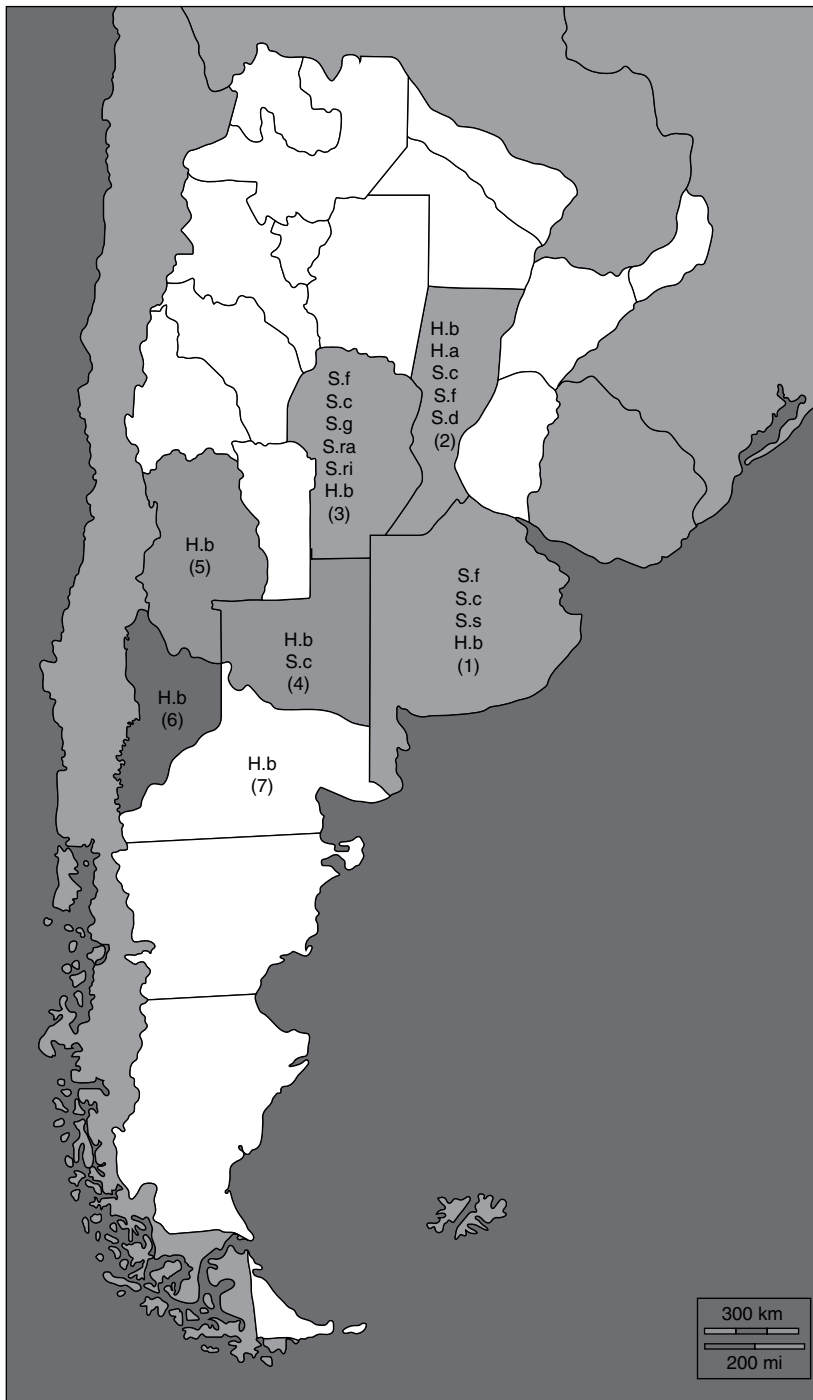 H.b
H.a
S.c
S.f
S.d
(2)
S.f
S.c
S.g
S.ra
S.ri
H.b
(3)
H.b
(5)
S.f
S.c
S.s
H.b
(1)
H.b
S.c
(4)
H.b
(6)
H.b
(7)
300 km
200 mi